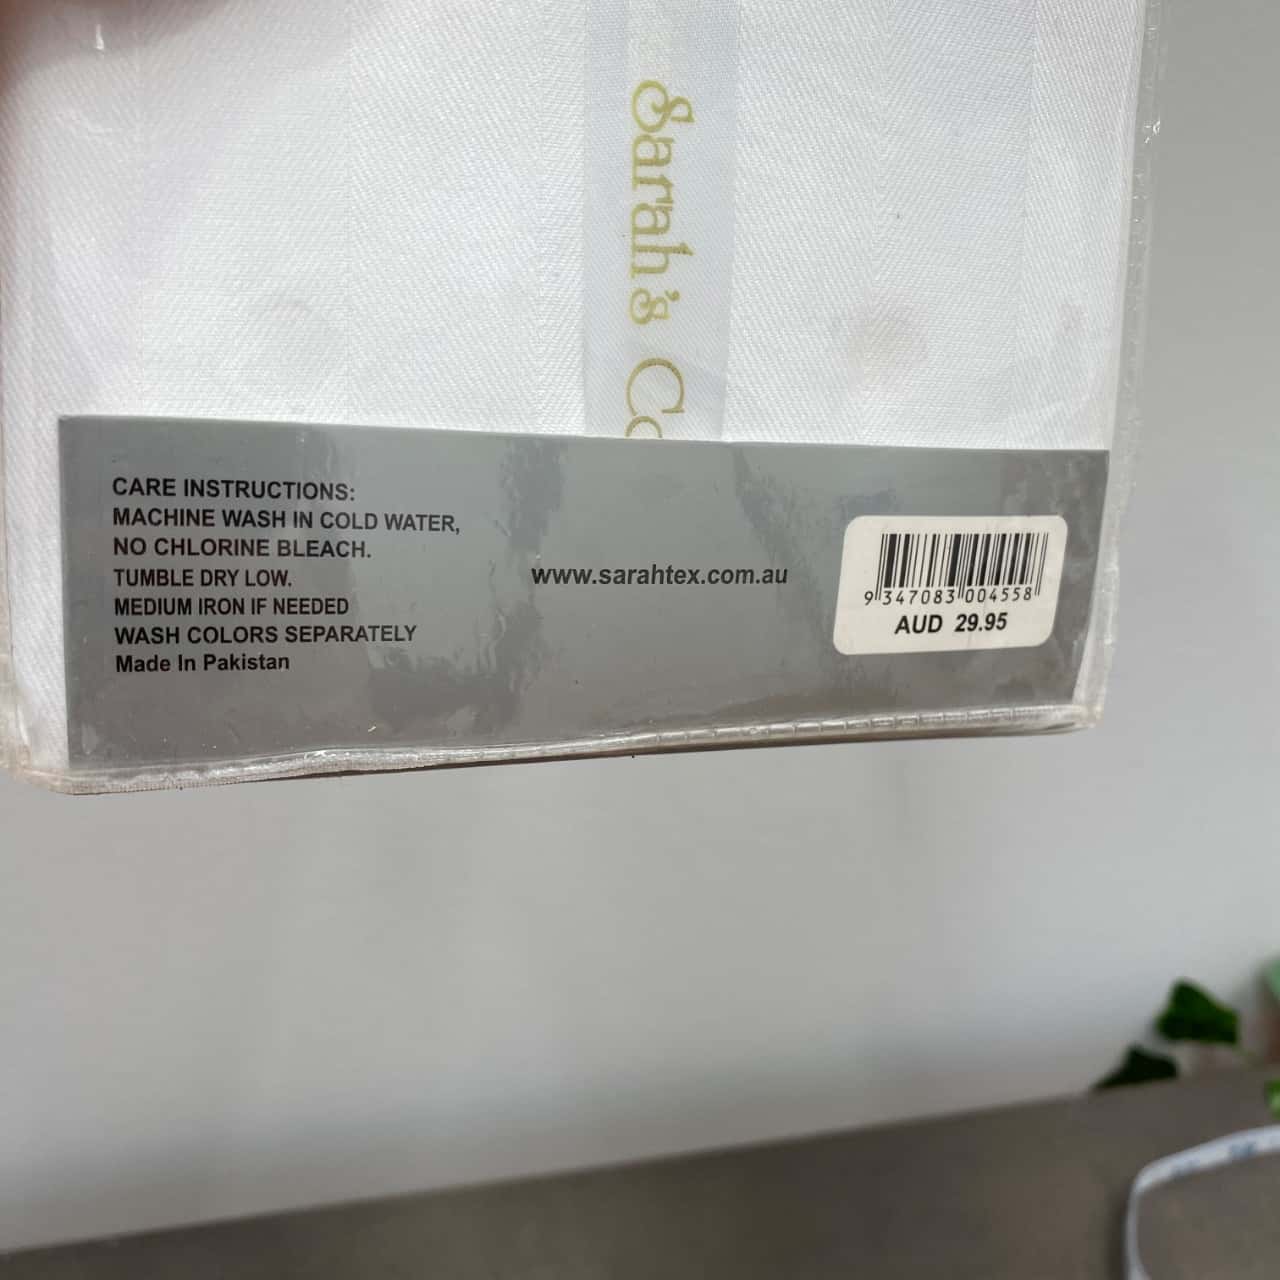 Sarah's
CARE INSTRUCTIONS:
MACHINE WASH IN COLD WATER,
NO CHLORINE BLEACH.
TUMBLE DRY LOW.
MEDIUM IRON IF NEEDED
WASH COLORS SEPARATELY
Made In Pakistan
www.sarahtex.com.au
9 347083 004558
AUD 29.95